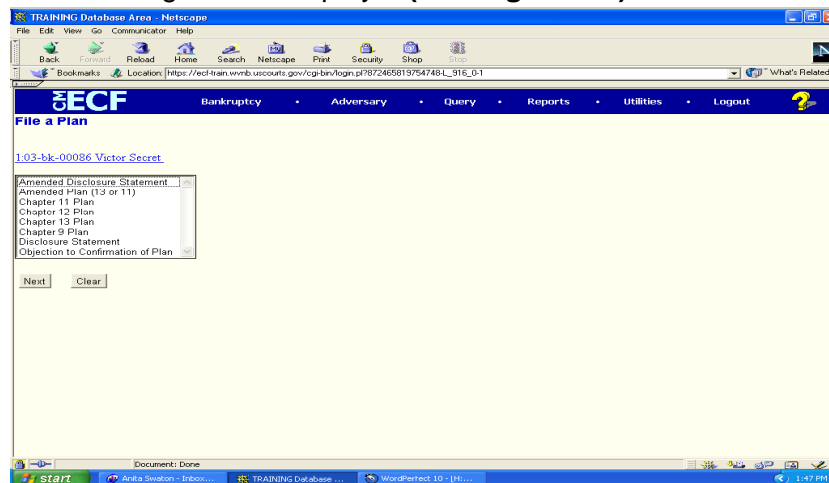 TRAINING Database Area - Netscape
File Edit View Go Communicator Help
Back Forward Reload Home Search Netscape Print Security Shop Stop
Bookmarks Location: https://ecf-train.wvnb.uscourts.gov/cgi-bin/login.pl?872465819754748-L_916_0-1 What's Related
CM ECF Bankruptcy • Adversary • Query • Reports • Utilities • Logout ?
File a Plan
1:03-bk-00086 Victor Secret
Amended Disclosure Statement
Amended Plan (13 or 11)
Chapter 11 Plan
Chapter 12 Plan
Chapter 13 Plan
Chapter 9 Plan
Disclosure Statement
Objection to Confirmation of Plan
Next Clear
Document: Done
start Anita Swaton - Inbox... TRAINING Database ... WordPerfect 10 - [H:... 1:47 PM